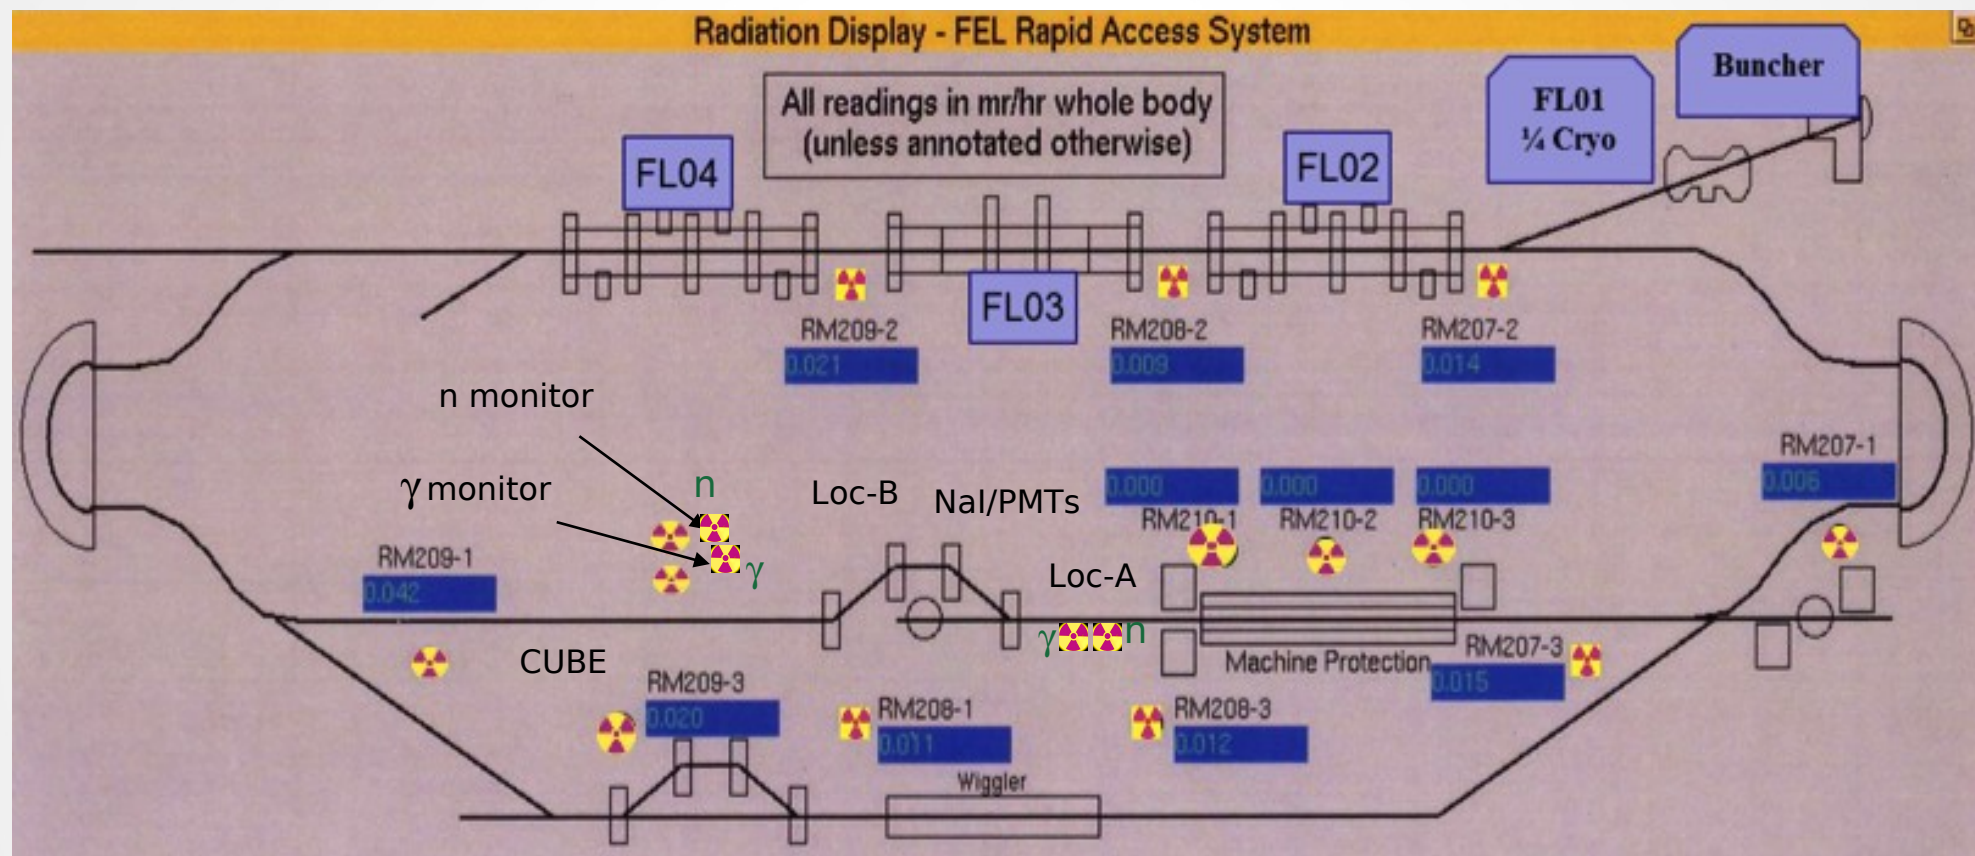 Radiation Display - FEL Rapid Access System
Buncher
FL01
¼ Cryo
All readings in mr/hr whole body
(unless annotated otherwise)
FL04
FL02
FL03
RM209-2
0.021
RM208-2
0.009
RM207-2
0.014
n monitor
γ monitor
n
γ
Loc-B
NaI/PMTs
Loc-A
0.000
RM210-1
0.000
RM210-2
0.000
RM210-3
RM207-1
0.006
RM209-1
0.042
CUBE
γ
n
Machine Protection
RM207-3
0.015
RM209-3
0.020
RM208-1
0.011
RM208-3
0.012
Wiggler